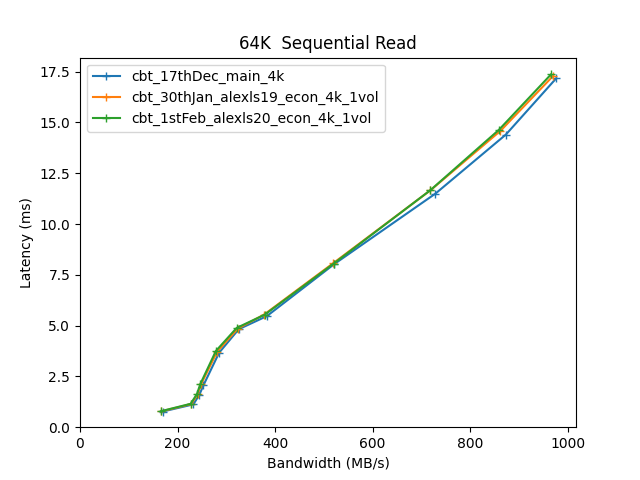 64K  Sequential Read
cbt_17thDec_main_4k
cbt_30thJan_alexls19_econ_4k_1vol
cbt_1stFeb_alexls20_econ_4k_1vol
Latency (ms)
17.5
15.0
12.5
10.0
7.5
5.0
2.5
0.0
0 200 400 600 800 1000
Bandwidth (MB/s)